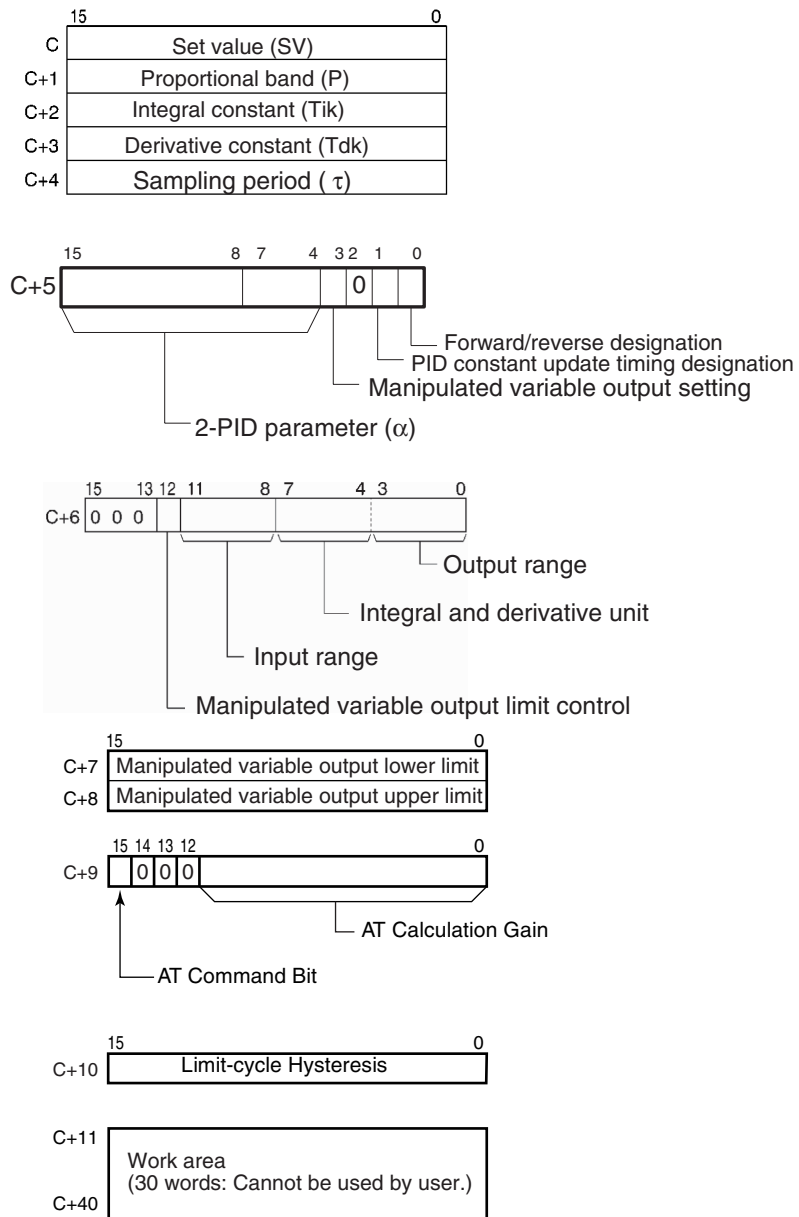 15 0
C Set value (SV)
C+1 Proportional band (P)
C+2 Integral constant (Tik)
C+3 Derivative constant (Tdk)
C+4 Sampling period ( τ)
15 8 7 4 3 2 1 0
C+5 0
Forward/reverse designation
PID constant update timing designation
Manipulated variable output setting
2-PID parameter (α)
15 13 12 11 8 7 4 3 0
C+6 0 0 0
Output range
Integral and derivative unit
Input range
Manipulated variable output limit control
15 0
C+7 Manipulated variable output lower limit
C+8 Manipulated variable output upper limit
15 14 13 12 0
C+9 0 0 0
AT Calculation Gain
AT Command Bit
15 0
C+10 Limit-cycle Hysteresis
C+11
Work area
(30 words: Cannot be used by user.)
C+40